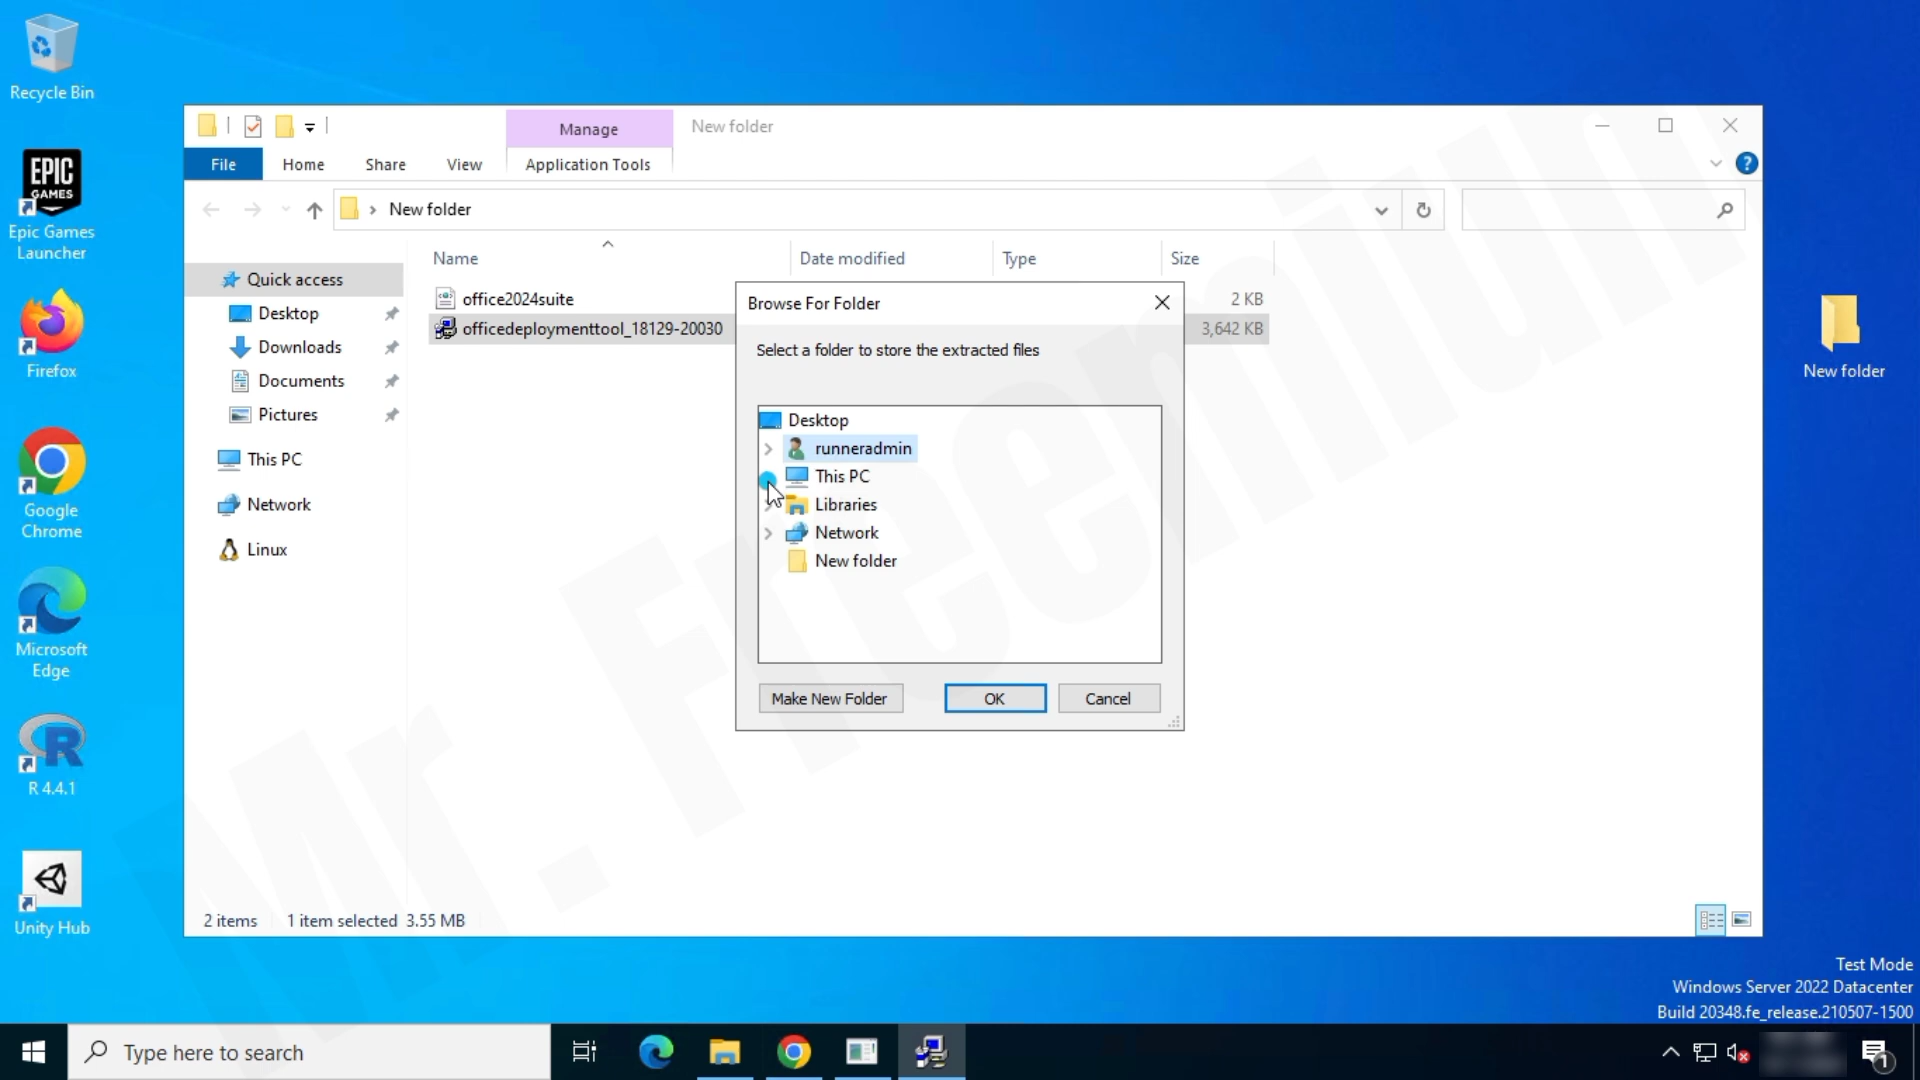 Recycle Bin
EPIC
GAMES
Epic Games
Launcher
Firefox
Google
Chrome
Microsoft
Edge
R 4.4.1
Unity Hub
Manage
New folder
File
Home
Share
View
Application Tools
?
New folder
Name
Date modified
Type
Size
Quick access
Desktop
Downloads
Documents
Pictures
This PC
Network
Linux
office2024suite
2 KB
officedeploymenttool_18129-20030
3,642 KB
Browse For Folder
Select a folder to store the extracted files
Desktop
runneradmin
This PC
Libraries
Network
New folder
Make New Folder
OK
Cancel
2 items
1 item selected 3.55 MB
New folder
Mr. Freemium
Test Mode
Windows Server 2022 Datacenter
Build 20348.fe_release.210507-1500
Type here to search
1